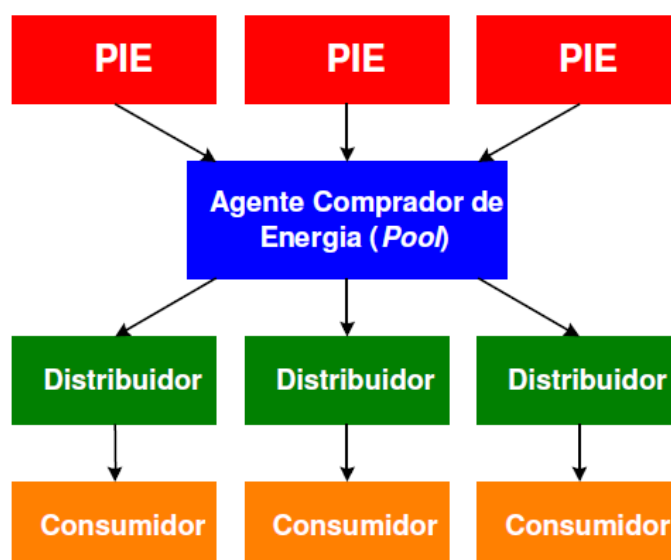 PIE
PIE
PIE
Agente Comprador de
Energia (Pool)
Distribuidor
Distribuidor
Distribuidor
Consumidor
Consumidor
Consumidor